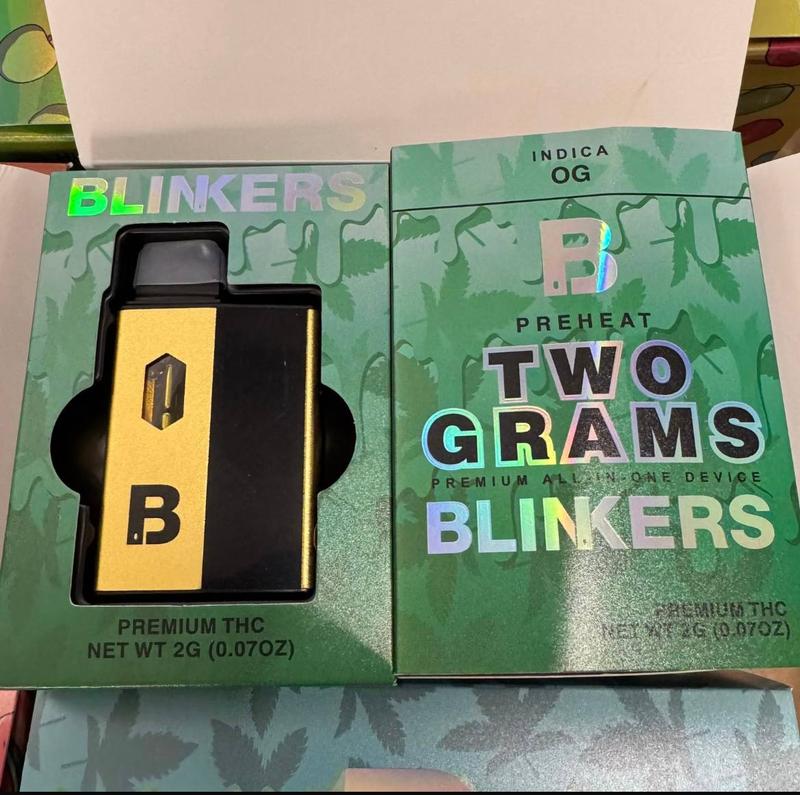 BLINKERS
B
PREMIUM THC
NET WT 2G (0.07OZ)
INDICA
OG
B
PREHEAT
TWO
GRAMS
PREMIUM ALL-IN-ONE DEVICE
BLINKERS
PREMIUM THC
NET WT 2G (0.07OZ)